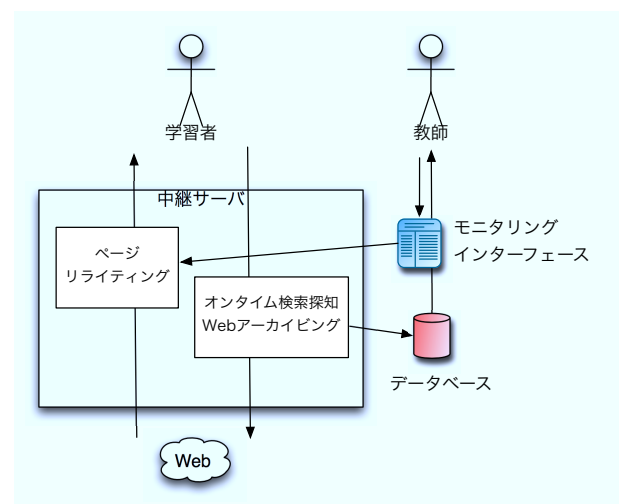 学習者
教師
中継サーバ
モニタリング
インターフェース
ページ
リライティング
オンタイム検索探知
Webアーカイビング
データベース
Web